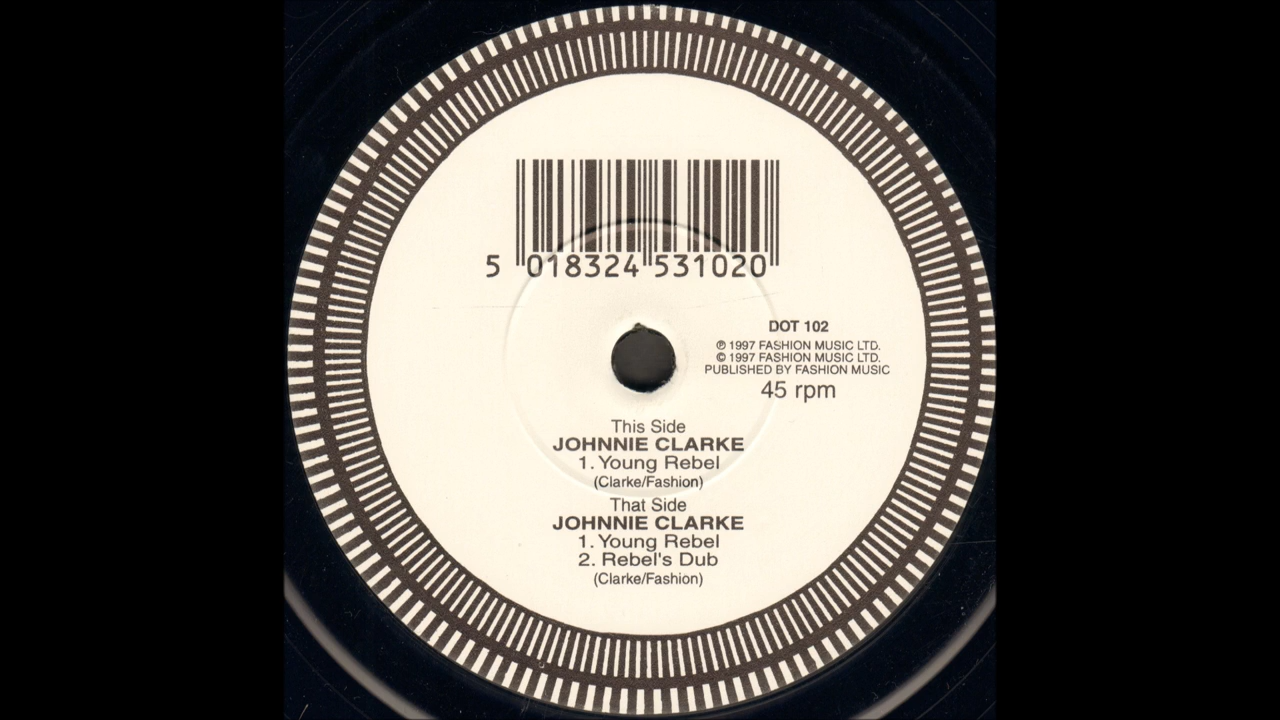 5 018324 531020
DOT 102
℗ 1997 FASHION MUSIC LTD.
© 1997 FASHION MUSIC LTD.
PUBLISHED BY FASHION MUSIC
45 rpm
This Side
JOHNNIE CLARKE
1. Young Rebel
(Clarke/Fashion)
That Side
JOHNNIE CLARKE
1. Young Rebel
2. Rebel's Dub
(Clarke/Fashion)